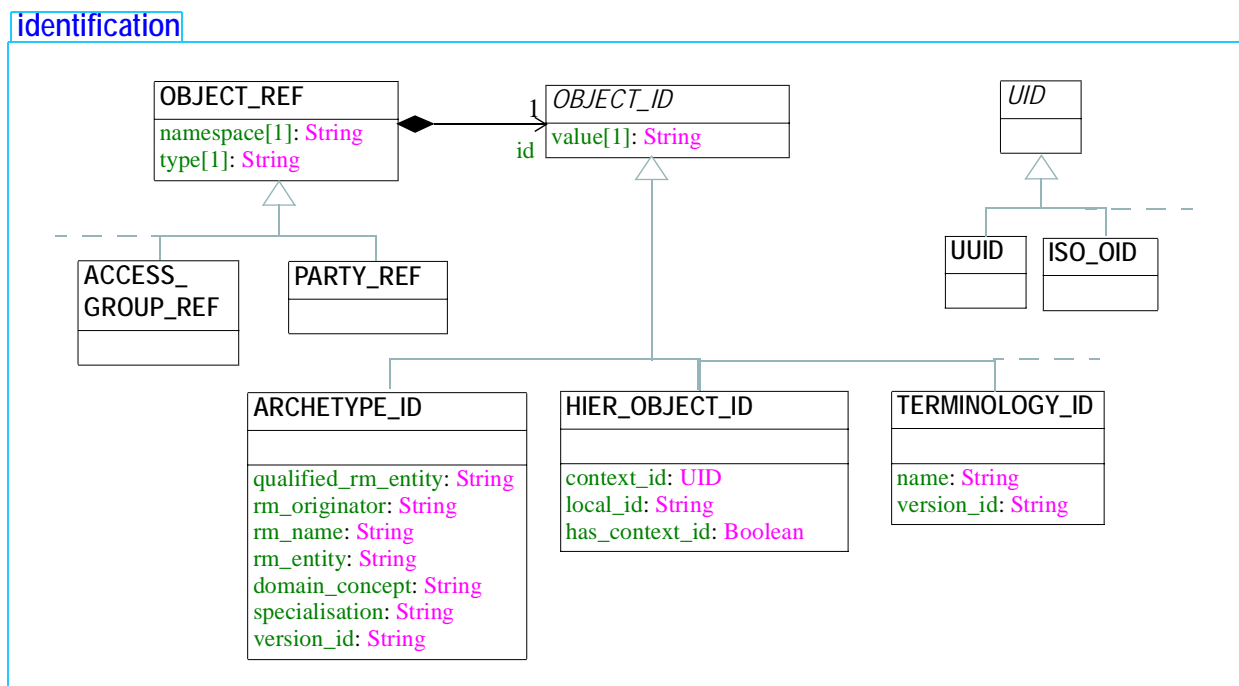 identification
OBJECT_REF
namespace[1]: String
type[1]: String
1
id
OBJECT_ID
value[1]: String
UID
ACCESS_
GROUP_REF
PARTY_REF
UUID
ISO_OID
ARCHETYPE_ID
qualified_rm_entity: String
rm_originator: String
rm_name: String
rm_entity: String
domain_concept: String
specialisation: String
version_id: String
HIER_OBJECT_ID
context_id: UID
local_id: String
has_context_id: Boolean
TERMINOLOGY_ID
name: String
version_id: String